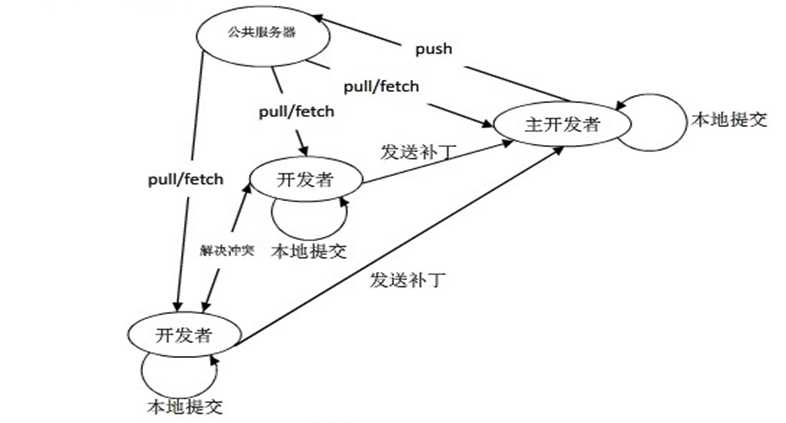 公共服务器
push
pull/fetch
pull/fetch
主开发者
本地提交
发送补丁
pull/fetch
开发者
解决冲突
本地提交
发送补丁
开发者
本地提交